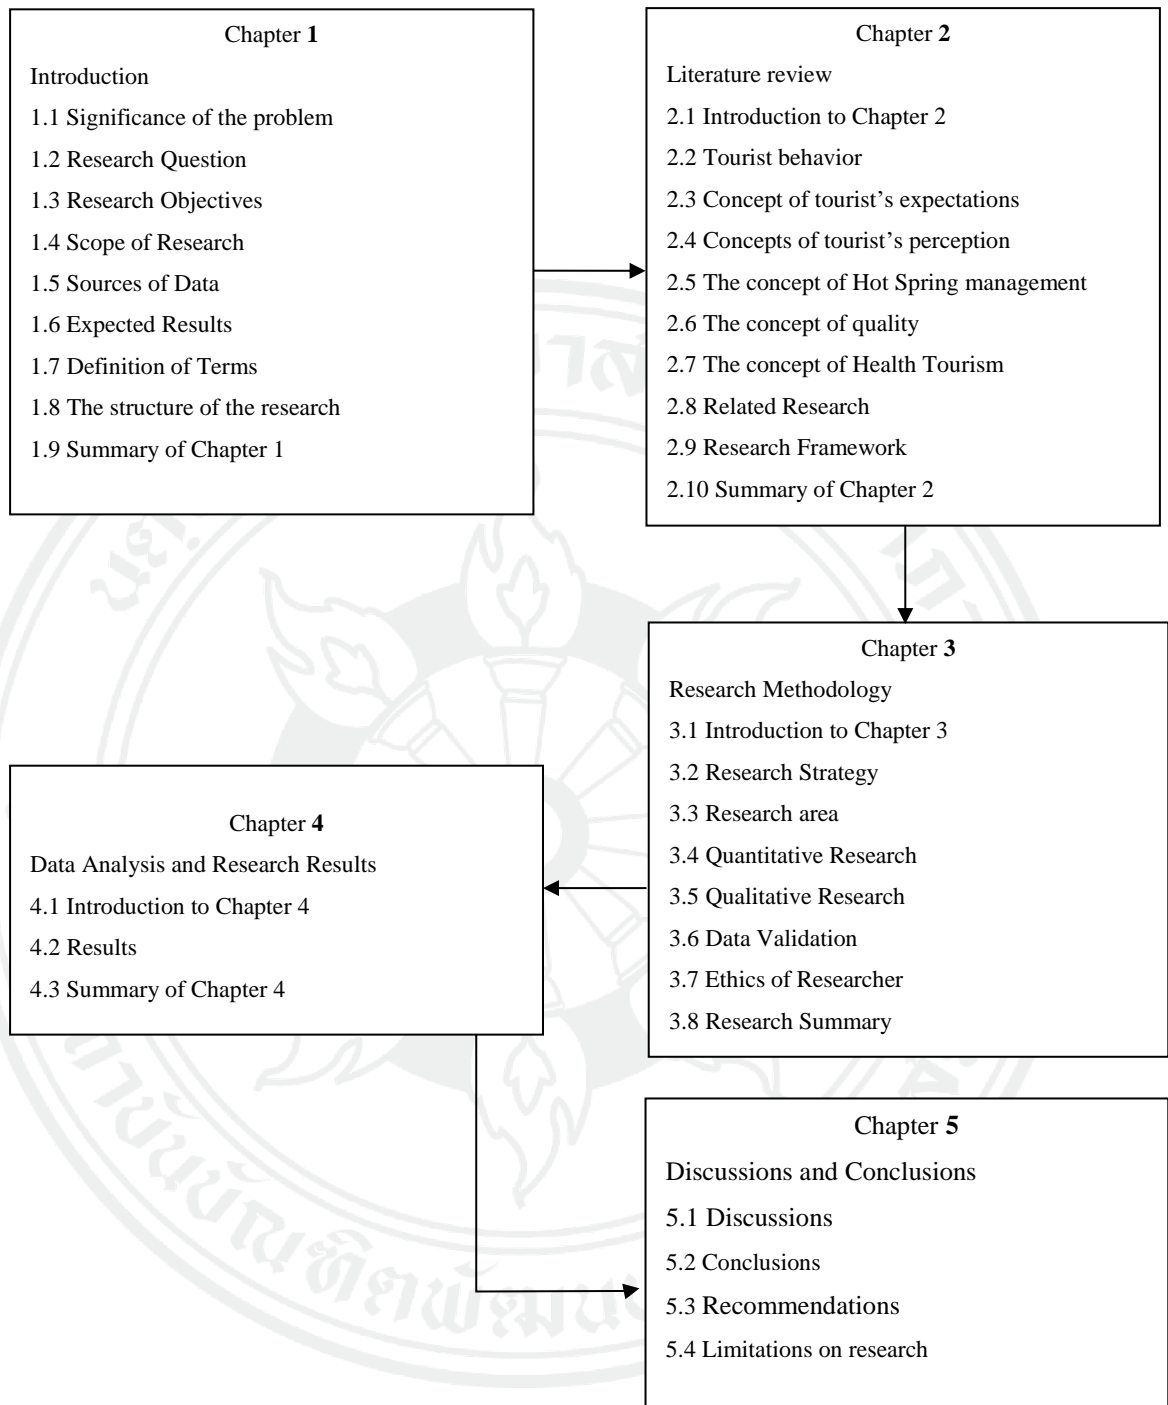 Chapter 1
Introduction
1.1 Significance of the problem
1.2 Research Question
1.3 Research Objectives
1.4 Scope of Research
1.5 Sources of Data
1.6 Expected Results
1.7 Definition of Terms
1.8 The structure of the research
1.9 Summary of Chapter 1
Chapter 2
Literature review
2.1 Introduction to Chapter 2
2.2 Tourist behavior
2.3 Concept of tourist’s expectations
2.4 Concepts of tourist’s perception
2.5 The concept of Hot Spring management
2.6 The concept of quality
2.7 The concept of Health Tourism
2.8 Related Research
2.9 Research Framework
2.10 Summary of Chapter 2
Chapter 3
Research Methodology
3.1 Introduction to Chapter 3
3.2 Research Strategy
3.3 Research area
3.4 Quantitative Research
3.5 Qualitative Research
3.6 Data Validation
3.7 Ethics of Researcher
3.8 Research Summary
Chapter 4
Data Analysis and Research Results
4.1 Introduction to Chapter 4
4.2 Results
4.3 Summary of Chapter 4
Chapter 5
Discussions and Conclusions
5.1 Discussions
5.2 Conclusions
5.3 Recommendations
5.4 Limitations on research